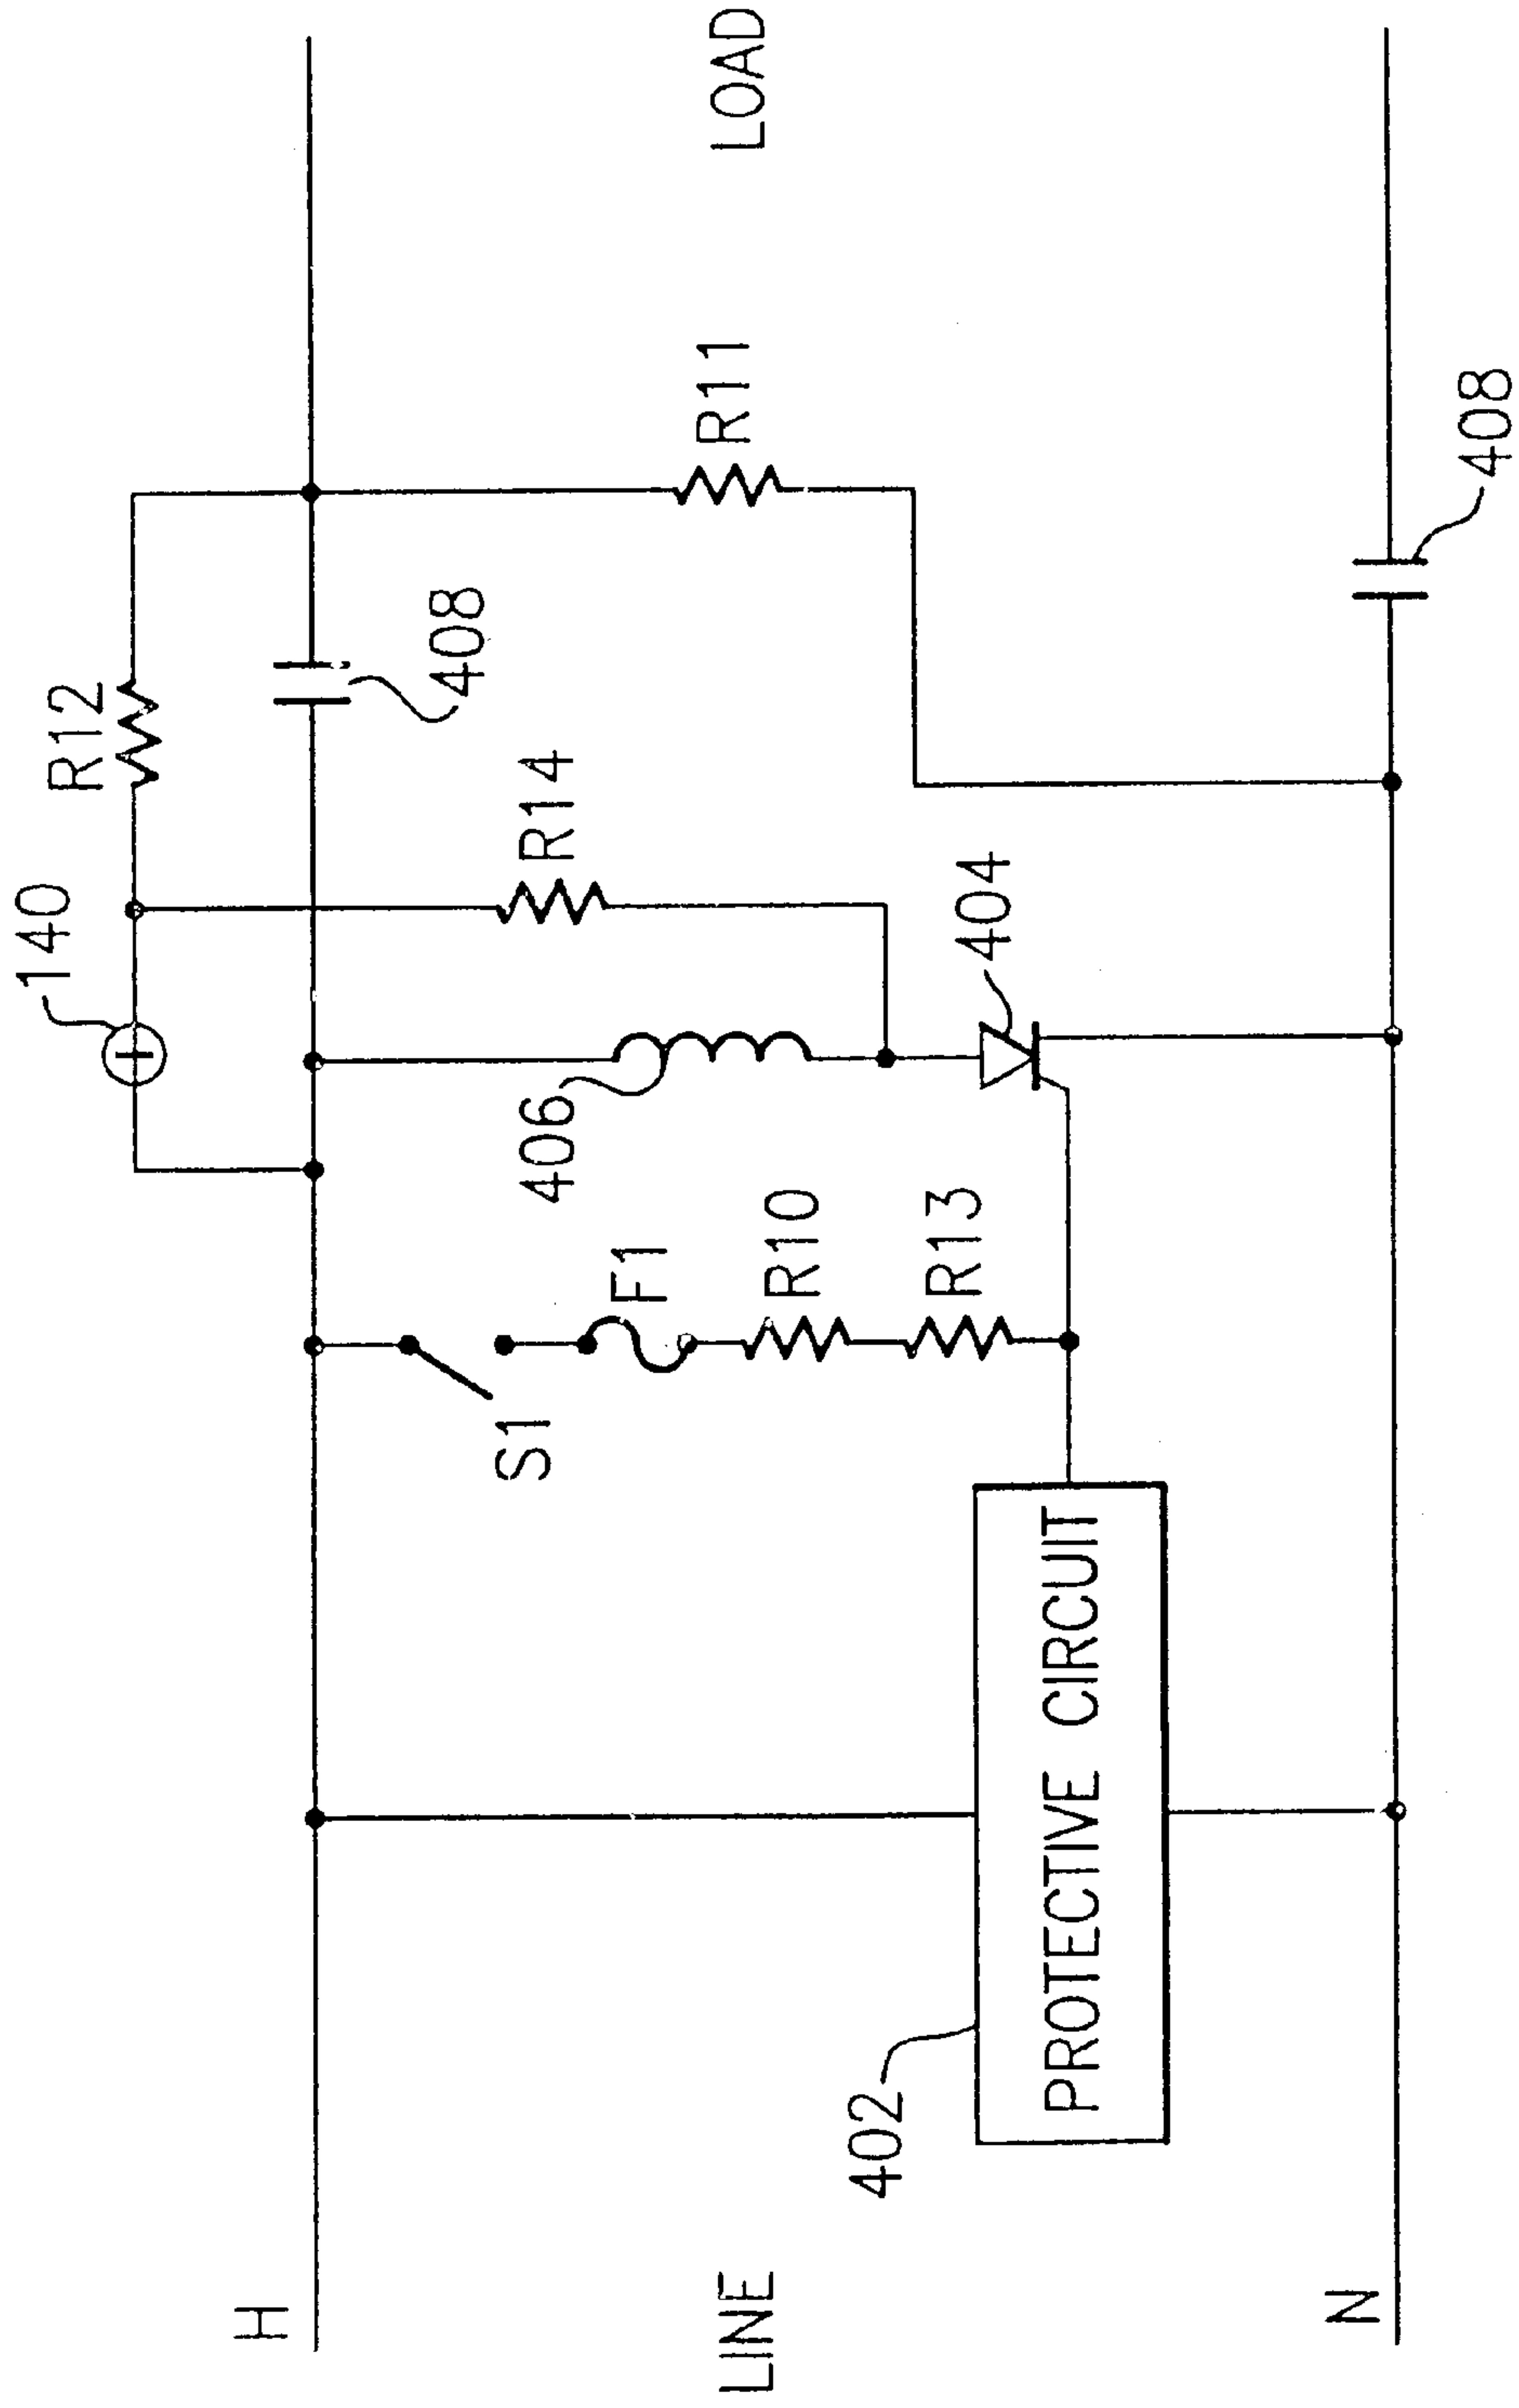 140
R12
H
408
LOAD
S1
F1
406
R14
R10
R13
R11
LINE
402
PROTECTIVE CIRCUIT
404
N
408